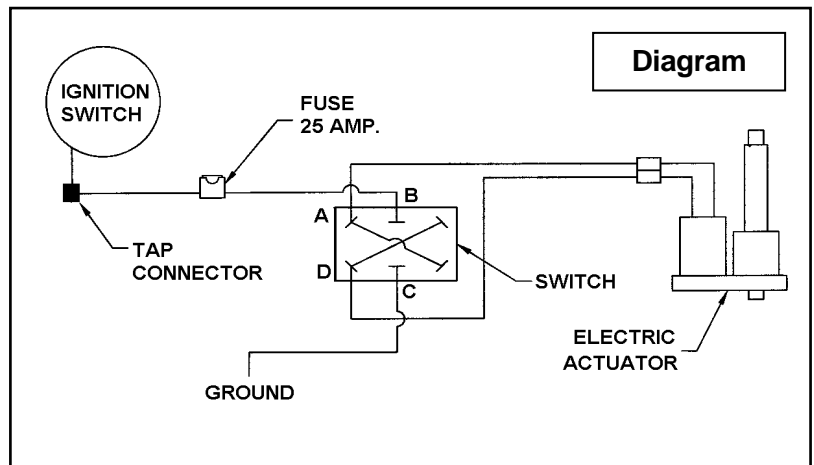 Diagram
IGNITION
SWITCH
FUSE
25 AMP.
B
A
TAP
CONNECTOR
D
C
SWITCH
ELECTRIC
ACTUATOR
GROUND